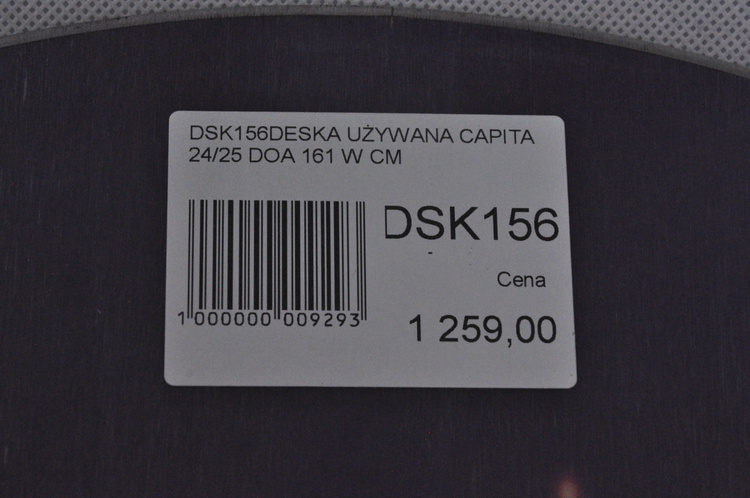 DSK156DESKA UŻYWANA CAPITA
24/25 DOA 161 W CM
DSK156
Cena
1 000000 009293
1 259,00